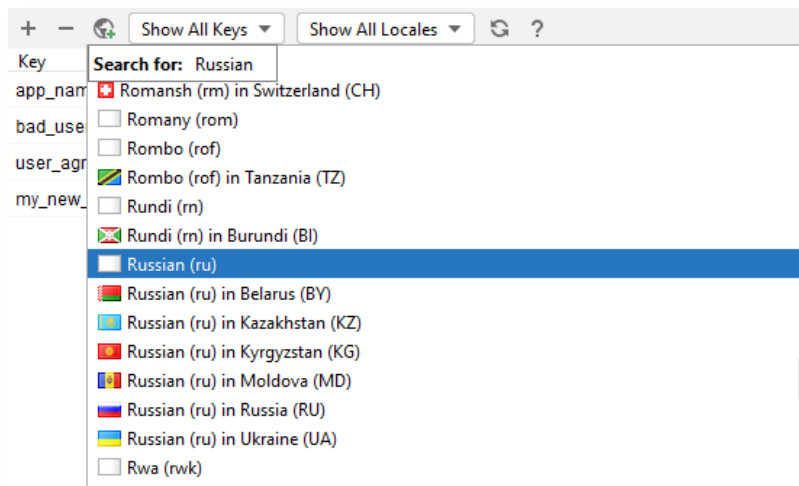 + − Show All Keys Show All Locales ?
Key
Search for: Russian
app_nam
Romansh (rm) in Switzerland (CH)
Romany (rom)
bad_use
Rombo (rof)
user_agr
Rombo (rof) in Tanzania (TZ)
my_new_
Rundi (rn)
Rundi (rn) in Burundi (BI)
Russian (ru)
Russian (ru) in Belarus (BY)
Russian (ru) in Kazakhstan (KZ)
Russian (ru) in Kyrgyzstan (KG)
Russian (ru) in Moldova (MD)
Russian (ru) in Russia (RU)
Russian (ru) in Ukraine (UA)
Rwa (rwk)